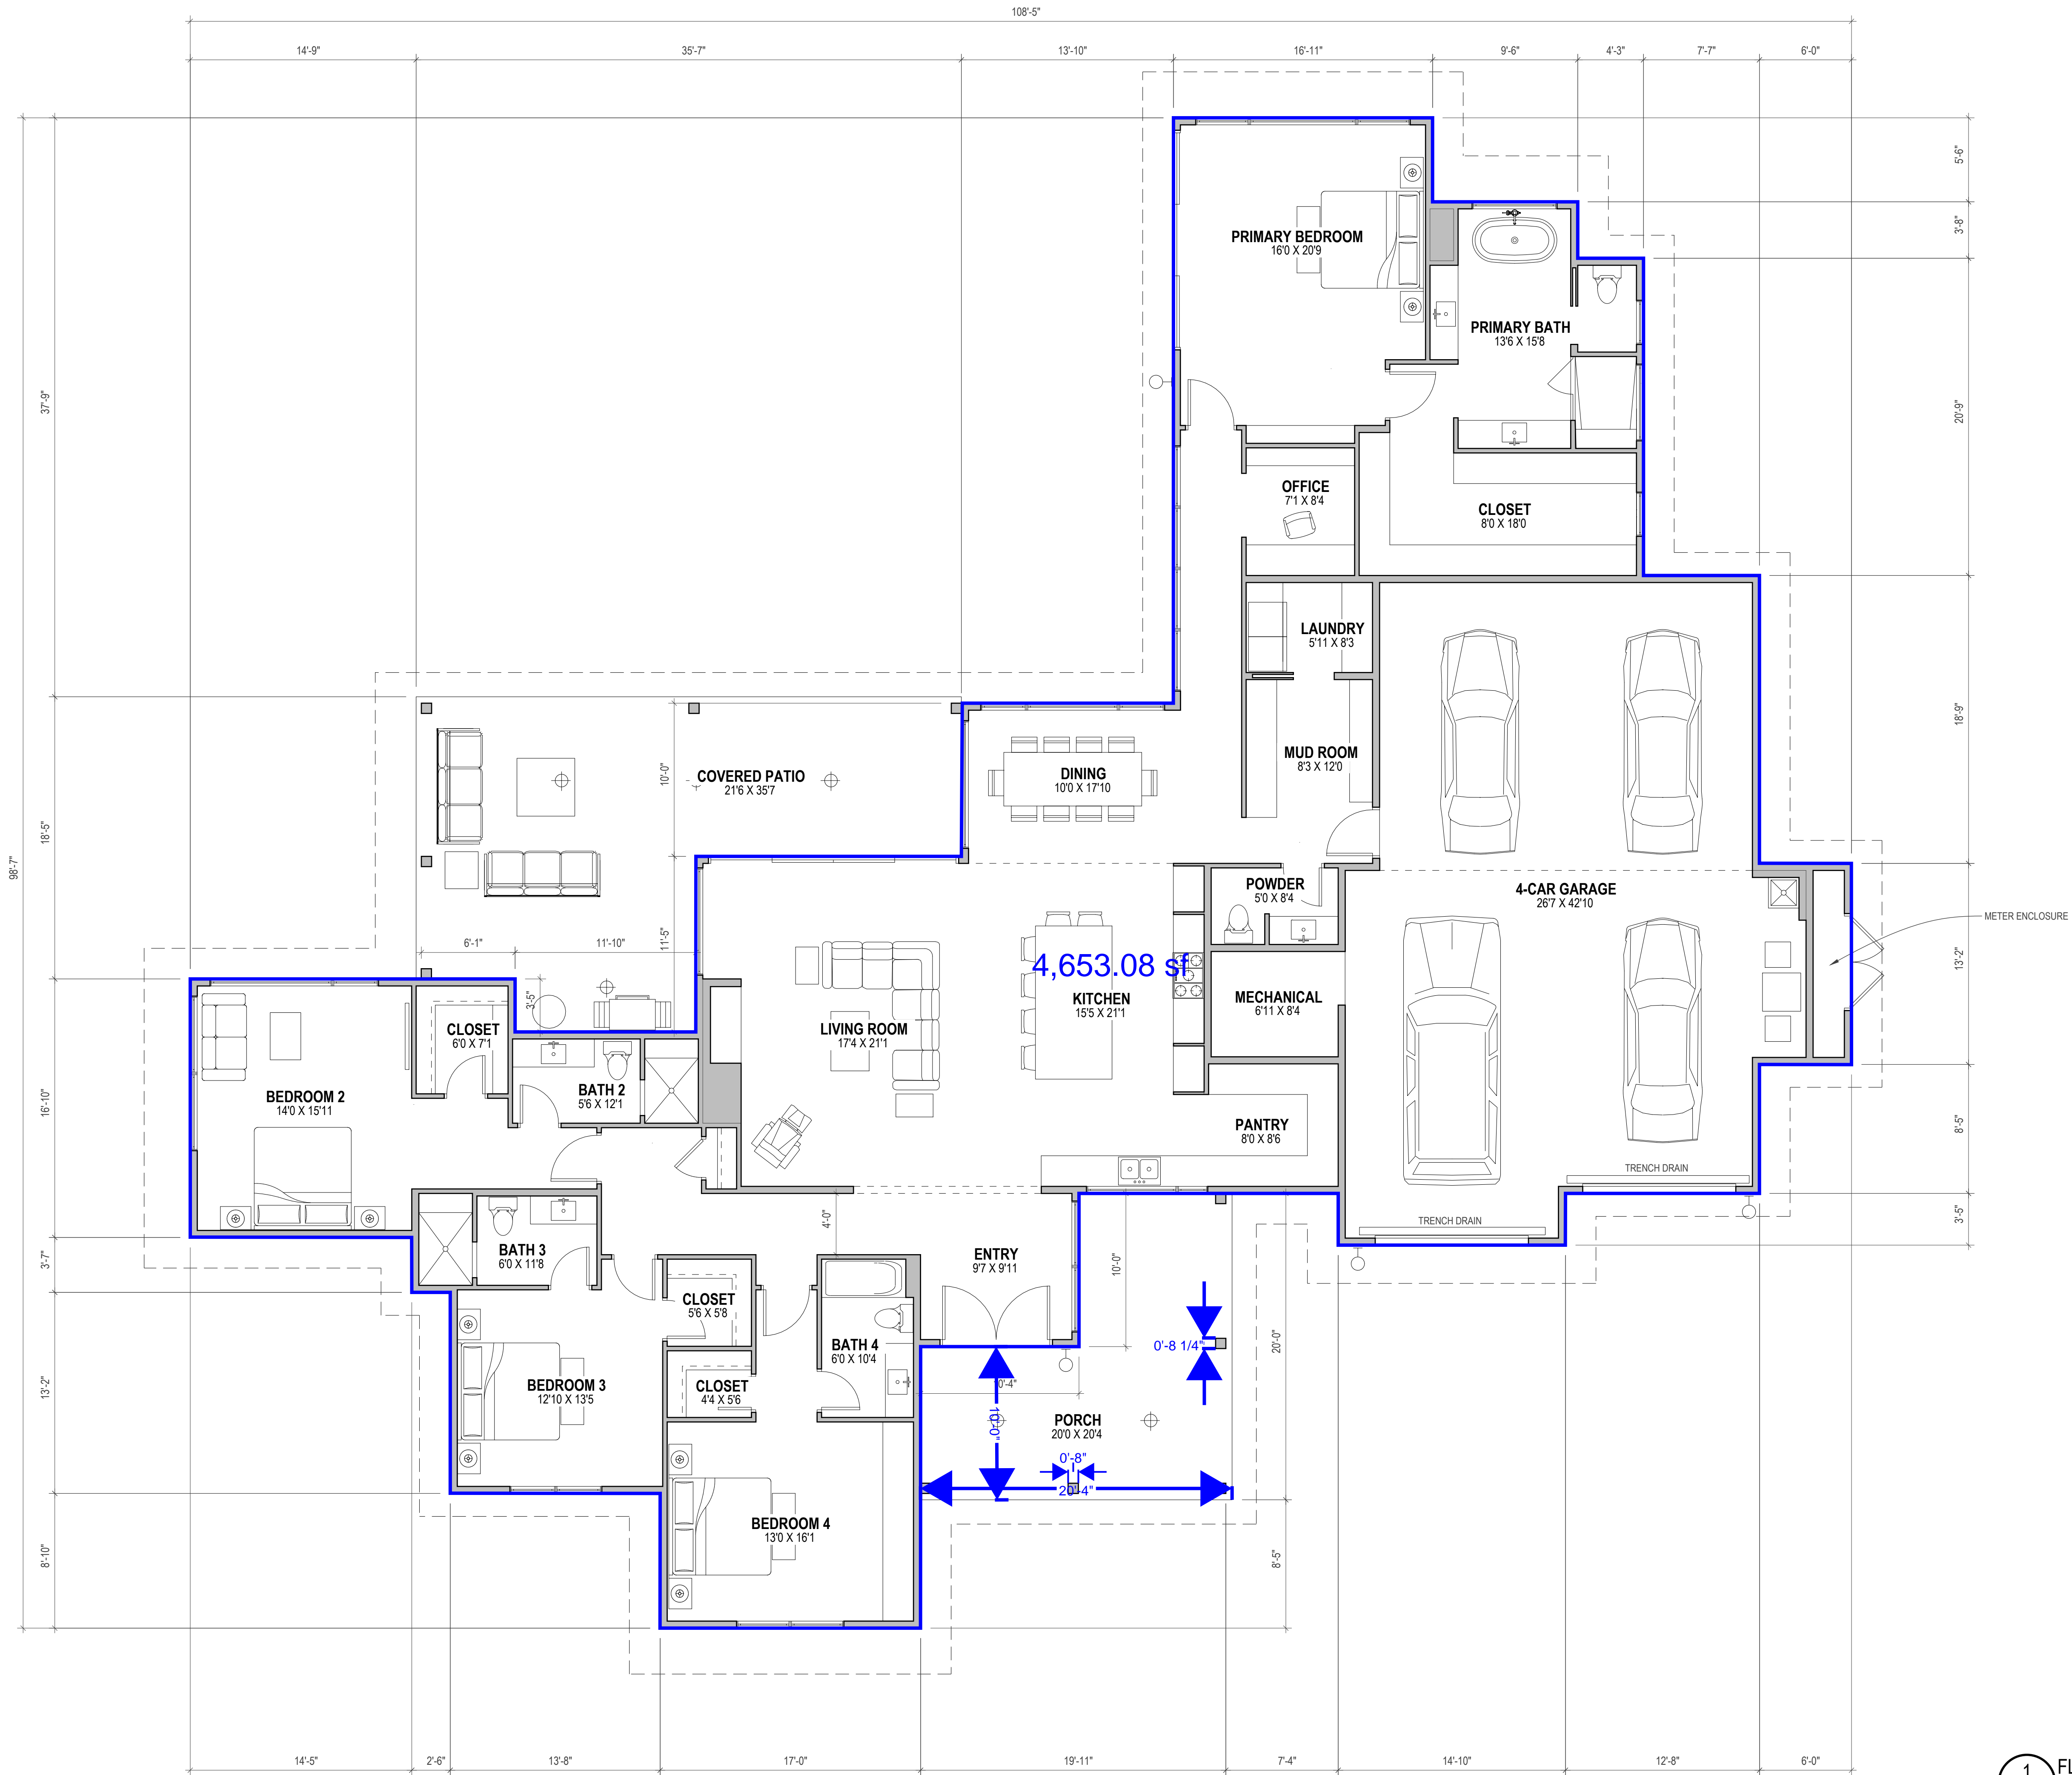 108'-5"
14'-9"
35'-7"
13'-10"
16'-11"
9'-6"
4'-3"
7'-7"
6'-0"
5'-6"
3'-8"
PRIMARY BEDROOM
16'0 X 20'9
PRIMARY BATH
13'6 X 15'8
37'-9"
20'-9"
OFFICE
7'1 X 8'4
CLOSET
8'0 X 18'0
LAUNDRY
5'11 X 8'3
18'-9"
MUD ROOM
8'3 X 12'0
DINING
10'0 X 17'10
COVERED PATIO
21'6 X 35'7
10'-0"
18'-5"
98'-7"
POWDER
5'0 X 8'4
4-CAR GARAGE
26'7 X 42'10
METER ENCLOSURE
6'-1"
11'-10"
11'-5"
13'-2"
4,653.08 sf
3'-5"
CLOSET
6'0 X 7'1
LIVING ROOM
17'4 X 21'1
KITCHEN
15'5 X 21'1
MECHANICAL
6'11 X 8'4
BEDROOM 2
14'0 X 15'11
BATH 2
5'6 X 12'1
16'-10"
PANTRY
8'0 X 8'6
8'-5"
TRENCH DRAIN
TRENCH DRAIN
3'-5"
4'-0"
BATH 3
6'0 X 11'8
ENTRY
9'7 X 9'11
3'-7"
10'-0"
CLOSET
5'6 X 5'8
BATH 4
6'0 X 10'4
0'-8 1/4"
20'-0"
BEDROOM 3
12'10 X 13'5
CLOSET
4'4 X 5'6
13'-2"
10'-4"
10'-0"
PORCH
20'0 X 20'4
0'-8"
20'-4"
BEDROOM 4
13'0 X 16'1
8'-10"
8'-5"
14'-5"
2'-6"
13'-8"
17'-0"
19'-11"
7'-4"
14'-10"
12'-8"
6'-0"
1